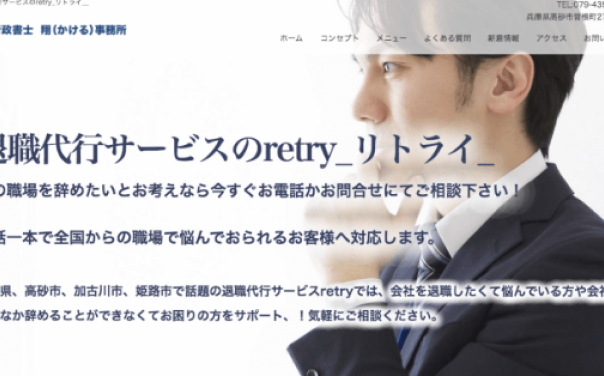 サービスのretry_リトライ_
TEL:079-439
兵庫県高砂市曽根町27
政書士 翔(かける)事務所
ホーム コンセプト メニュー よくある質問 新着情報 アクセス お問い
退職代行サービスのretry_リトライ_
の職場を辞めたいとお考えなら今すぐお電話かお問合せにてご相談下さい！
話一本で全国からの職場で悩んでおられるお客様へ対応します。
県、高砂市、加古川市、姫路市で話題の退職代行サービスretryでは、会社を退職したくて悩んでいる方や会社
なか辞めることができなくてお困りの方をサポート、！気軽にご相談ください。